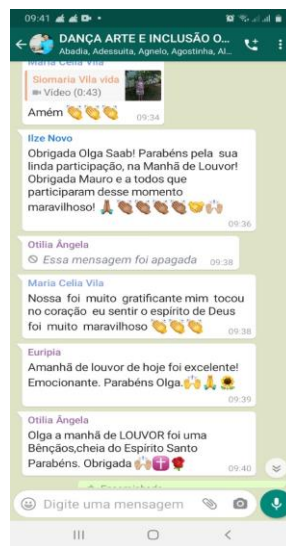 09:41
DANÇA ARTE E INCLUSÃO O...
Abadia, Adessuita, Agnelo, Agostinha, Al...
Maria Celia Vila
Siomaria Vila vida
Video (0:43)
Amém 👏👏👏 09:34
Ilze Novo
Obrigada Olga Saab! Parabéns pela sua
linda participação, na Manhã de Louvor!
Obrigada Mauro e a todos que
participaram desse momento
maravilhoso! 🙏🏽👏🏽👏🏽👏🏽👏🏽🤝🙌🏻
09:36
Otilia Ângela
Essa mensagem foi apagada 09:38
Maria Celia Vila
Nossa foi muito gratificante mim tocou
no coração eu sentir o espirito de Deus
foi muito maravilhoso 👏👏👏 09:38
Euripia
Amanhã de louvor de hoje foi excelente!
Emocionante. Parabéns Olga.🙌🙏🌻
09:39
Otilia Ângela
Olga a manhã de LOUVOR foi uma
Bênçãos,cheia do Espírito Santo
Parabéns. Obrigada 🙌✝️🌹 09:40
Encaminhada
Digite uma mensagem